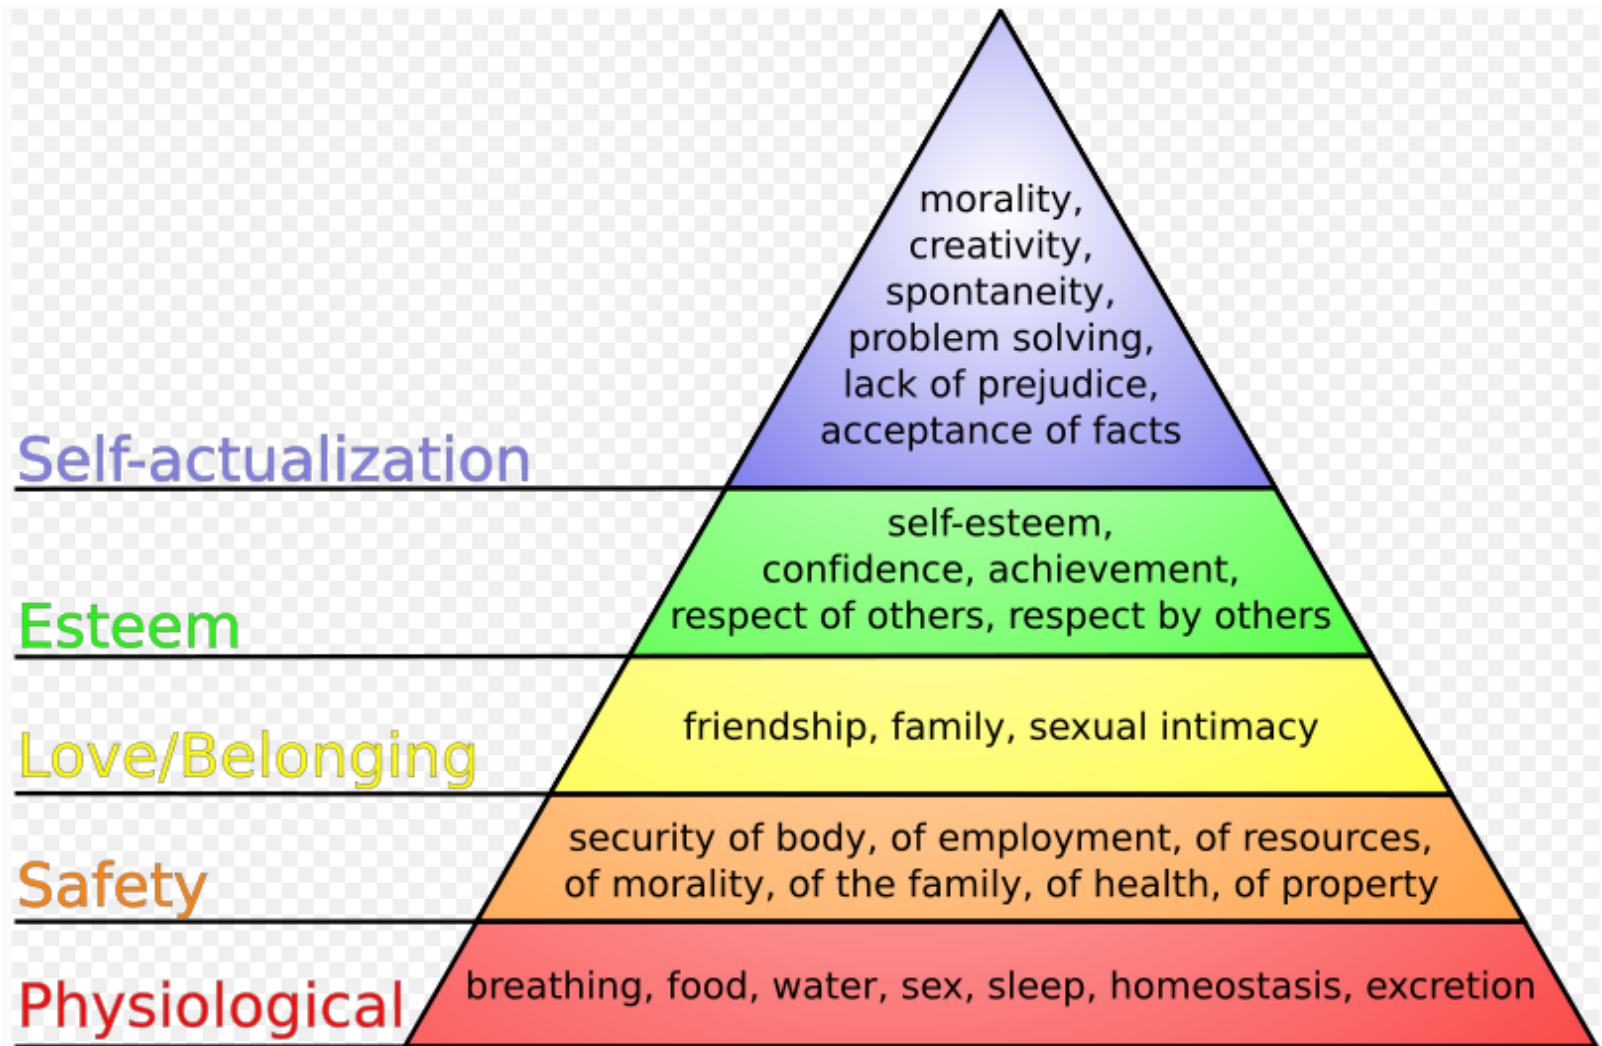 morality,
creativity,
spontaneity,
problem solving,
lack of prejudice,
acceptance of facts
Self-actualization
self-esteem,
confidence, achievement,
respect of others, respect by others
Esteem
friendship, family, sexual intimacy
Love/Belonging
security of body, of employment, of resources,
of morality, of the family, of health, of property
Safety
breathing, food, water, sex, sleep, homeostasis, excretion
Physiological